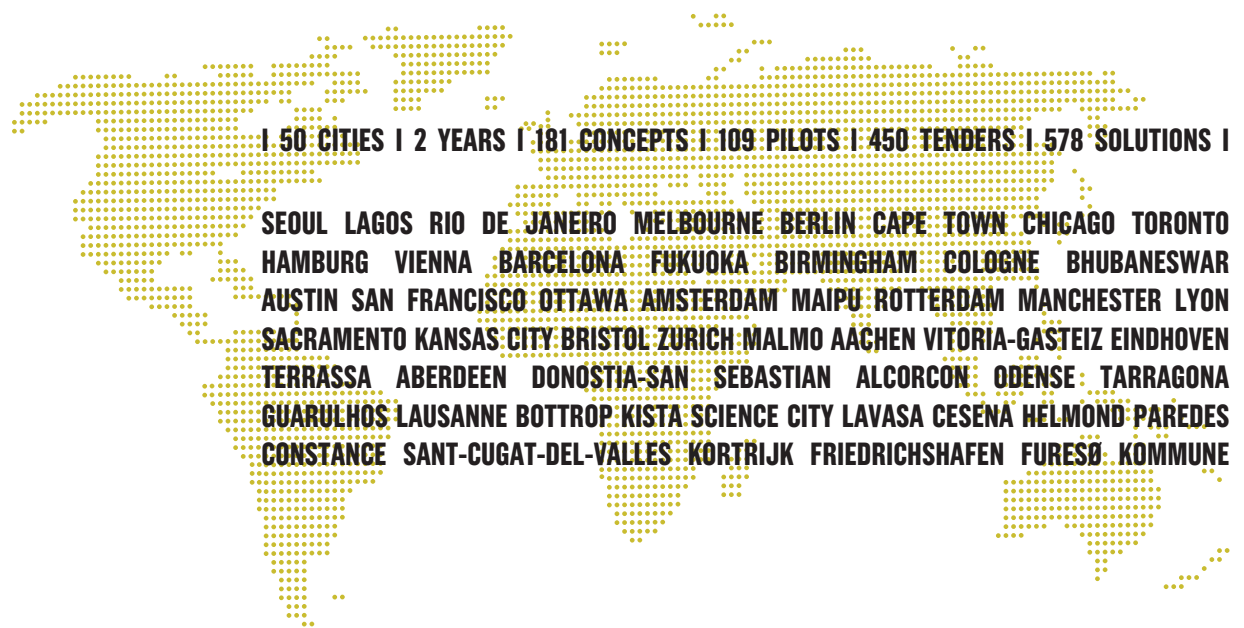 I 50 CITIES I 2 YEARS I 181 CONCEPTS I 109 PILOTS I 450 TENDERS I 578 SOLUTIONS I
SEOUL LAGOS RIO DE JANEIRO MELBOURNE BERLIN CAPE TOWN CHICAGO TORONTO
HAMBURG VIENNA BARCELONA FUKUOKA BIRMINGHAM COLOGNE BHUBANESWAR
AUSTIN SAN FRANCISCO OTTAWA AMSTERDAM MAIPU ROTTERDAM MANCHESTER LYON
SACRAMENTO KANSAS CITY BRISTOL ZURICH MALMO AACHEN VITORIA-GASTEIZ EINDHOVEN
TERRASSA ABERDEEN DONOSTIA-SAN SEBASTIAN ALCORCON ODENSE TARRAGONA
GUARULHOS LAUSANNE BOTTROP KISTA SCIENCE CITY LAVASA CESENA HELMOND PAREDES
CONSTANCE SANT-CUGAT-DEL-VALLES KORTRIJK FRIEDRICHSHAFEN FURESØ KOMMUNE